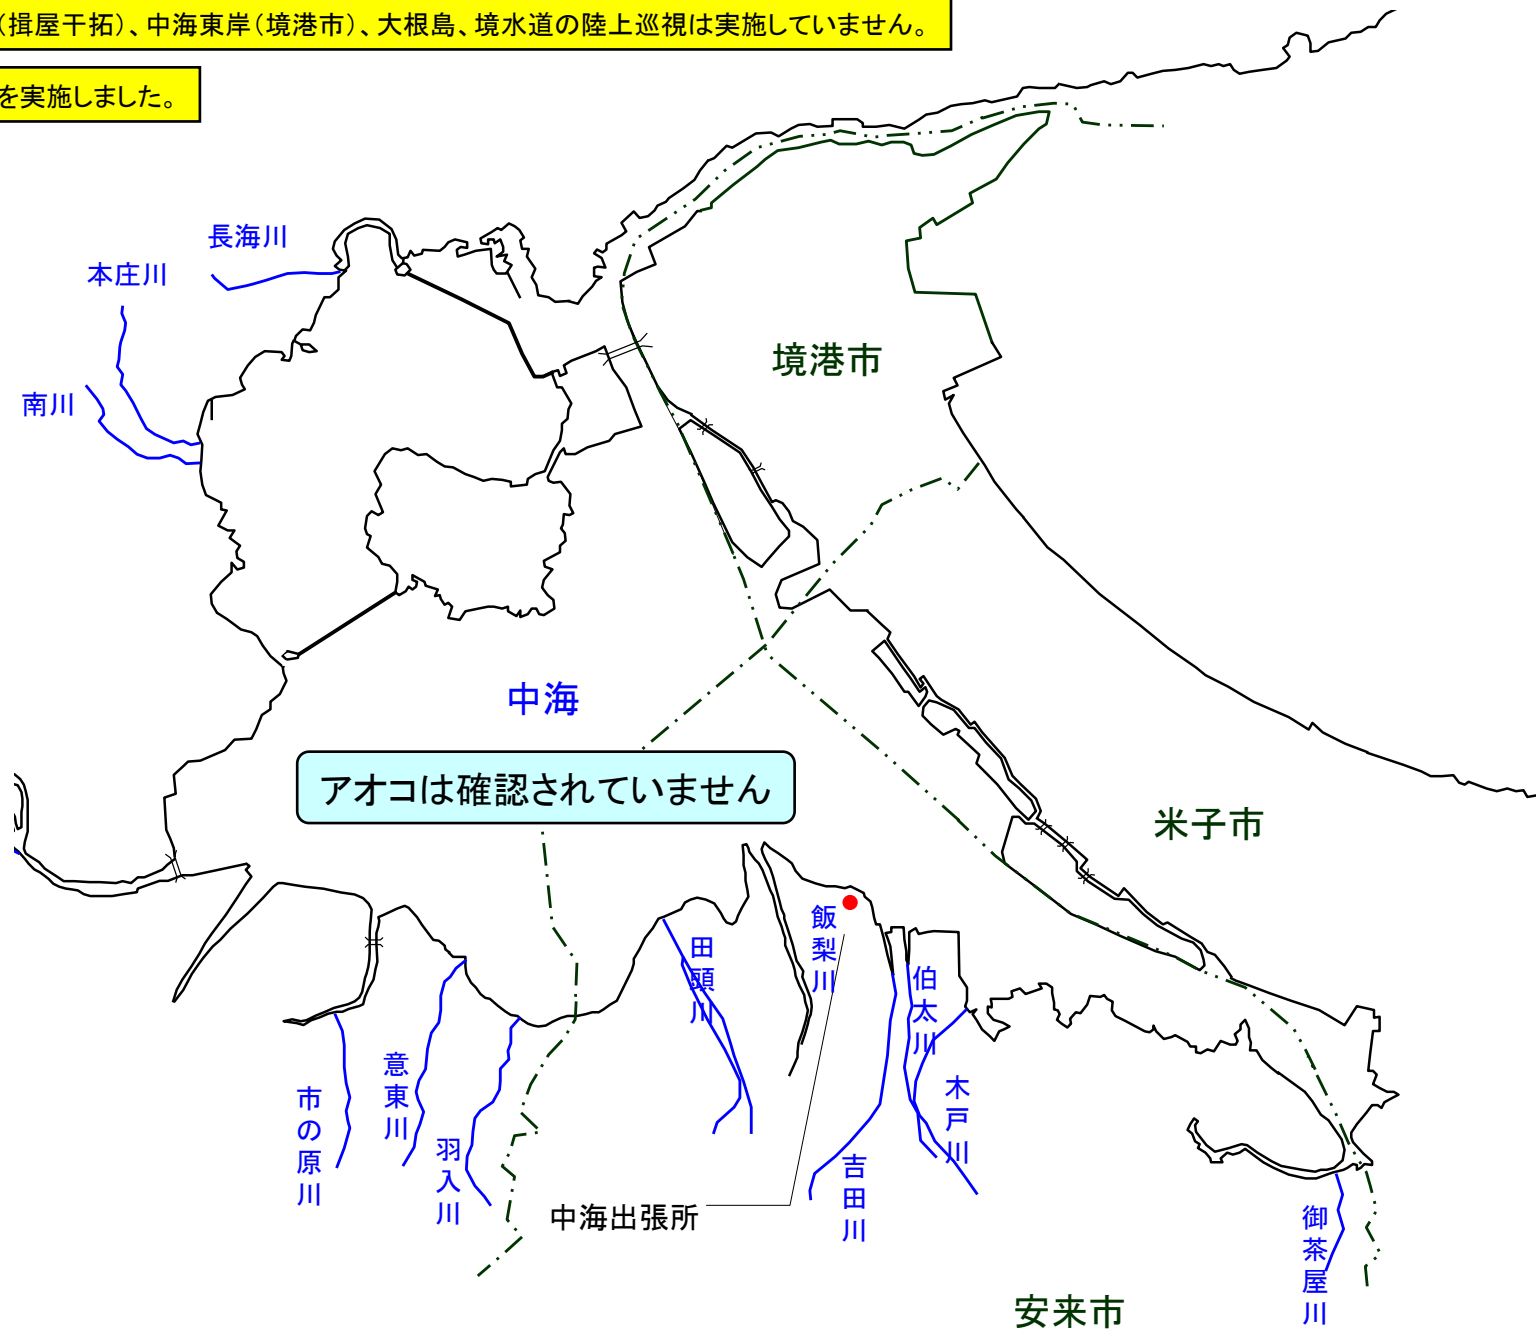 (揖屋干拓)、中海東岸(境港市)、大根島、境水道の陸上巡視は実施していません。
を実施しました。
長海川
本庄川
南川
境港市
中海
アオコは確認されていません
米子市
飯梨川
田頭川
伯太川
意東川
木戸川
市の原川
羽入川
吉田川
中海出張所
御茶屋川
安来市